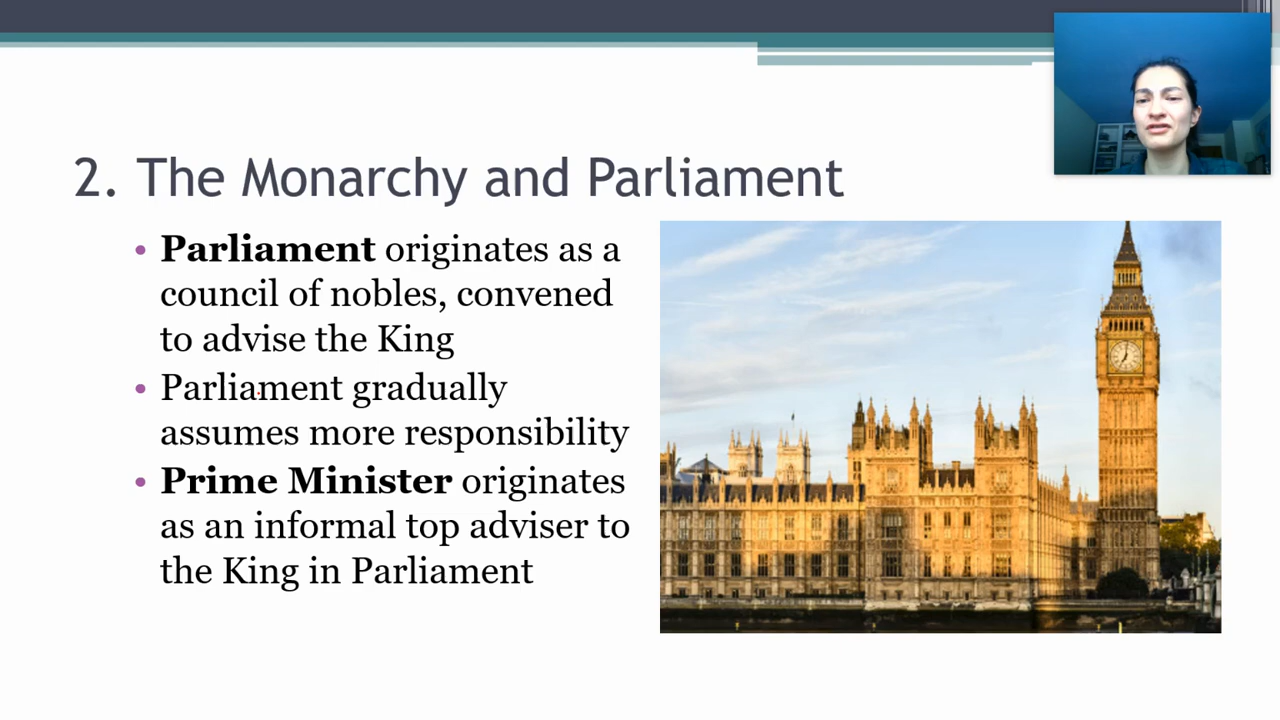 2. The Monarchy and Parliament
• Parliament originates as a
council of nobles, convened
to advise the King
• Parliament gradually
assumes more responsibility
• Prime Minister originates
as an informal top adviser to
the King in Parliament